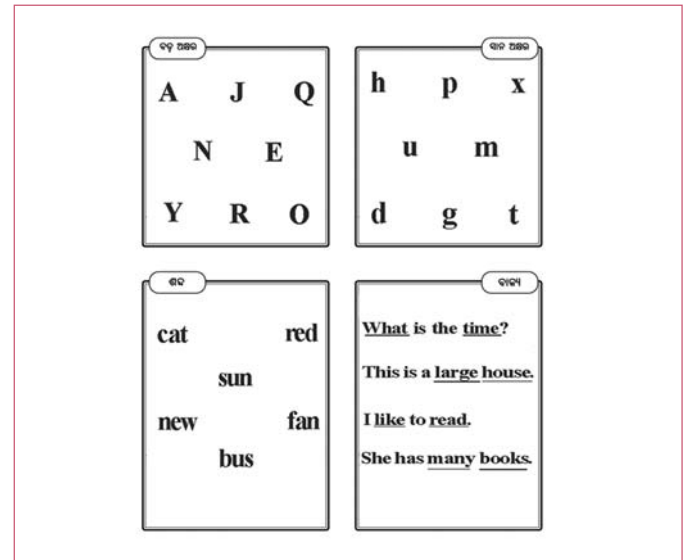 ବଡ଼ ଅକ୍ଷର
A J Q
N E
Y R O
ସାନ ଅକ୍ଷର
h p x
u m
d g t
ଶବ୍ଦ
cat red
sun
new fan
bus
ବାକ୍ୟ
What is the time?
This is a large house.
I like to read.
She has many books.